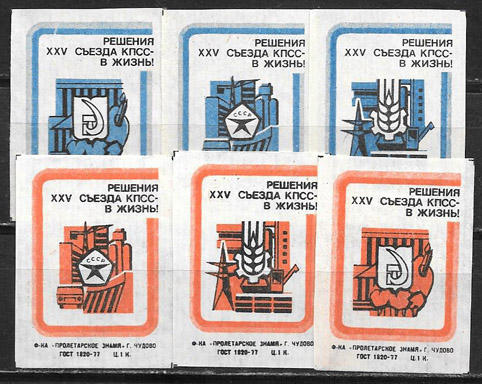 РЕШЕНИЯ
XXV СЪЕЗДА КПСС-
В ЖИЗНЬ!
РЕШЕНИЯ
XXV СЪЕЗДА КПСС-
В ЖИЗНЬ!
СССР
РЕШЕНИЯ
XXV СЪЕЗДА КПСС-
В ЖИЗНЬ!
РЕШЕНИЯ
XXV СЪЕЗДА КПСС-
В ЖИЗНЬ!
СССР
Ф-КА «ПРОЛЕТАРСКОЕ ЗНАМЯ» Г. ЧУДОВО
ГОСТ 1820-77 Ц.1 К.
РЕШЕНИЯ
XXV СЪЕЗДА КПСС-
В ЖИЗНЬ!
Ф-КА «ПРОЛЕТАРСКОЕ ЗНАМЯ» Г. ЧУДОВО
ГОСТ 1820-77 Ц.1 К.
РЕШЕНИЯ
XXV СЪЕЗДА КПСС-
В ЖИЗНЬ!
Ф-КА «ПРОЛЕТАРСКОЕ ЗНАМЯ» Г. ЧУДОВО
ГОСТ 1820-77 Ц.1 К.